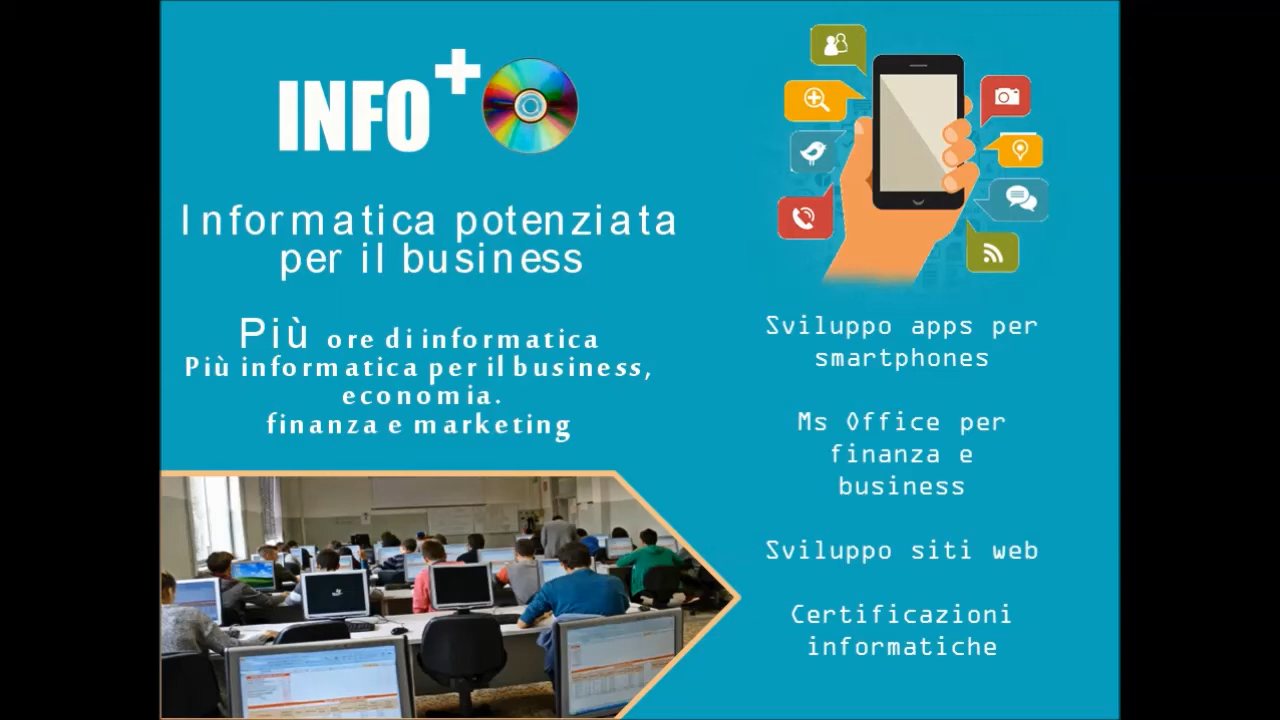 INFO+
Informatica potenziata
per il business
Più ore di informatica
Più informatica per il business,
economia.
finanza e marketing
Sviluppo apps per
smartphones
Ms Office per
finanza e
business
Sviluppo siti web
Certificazioni
informatiche